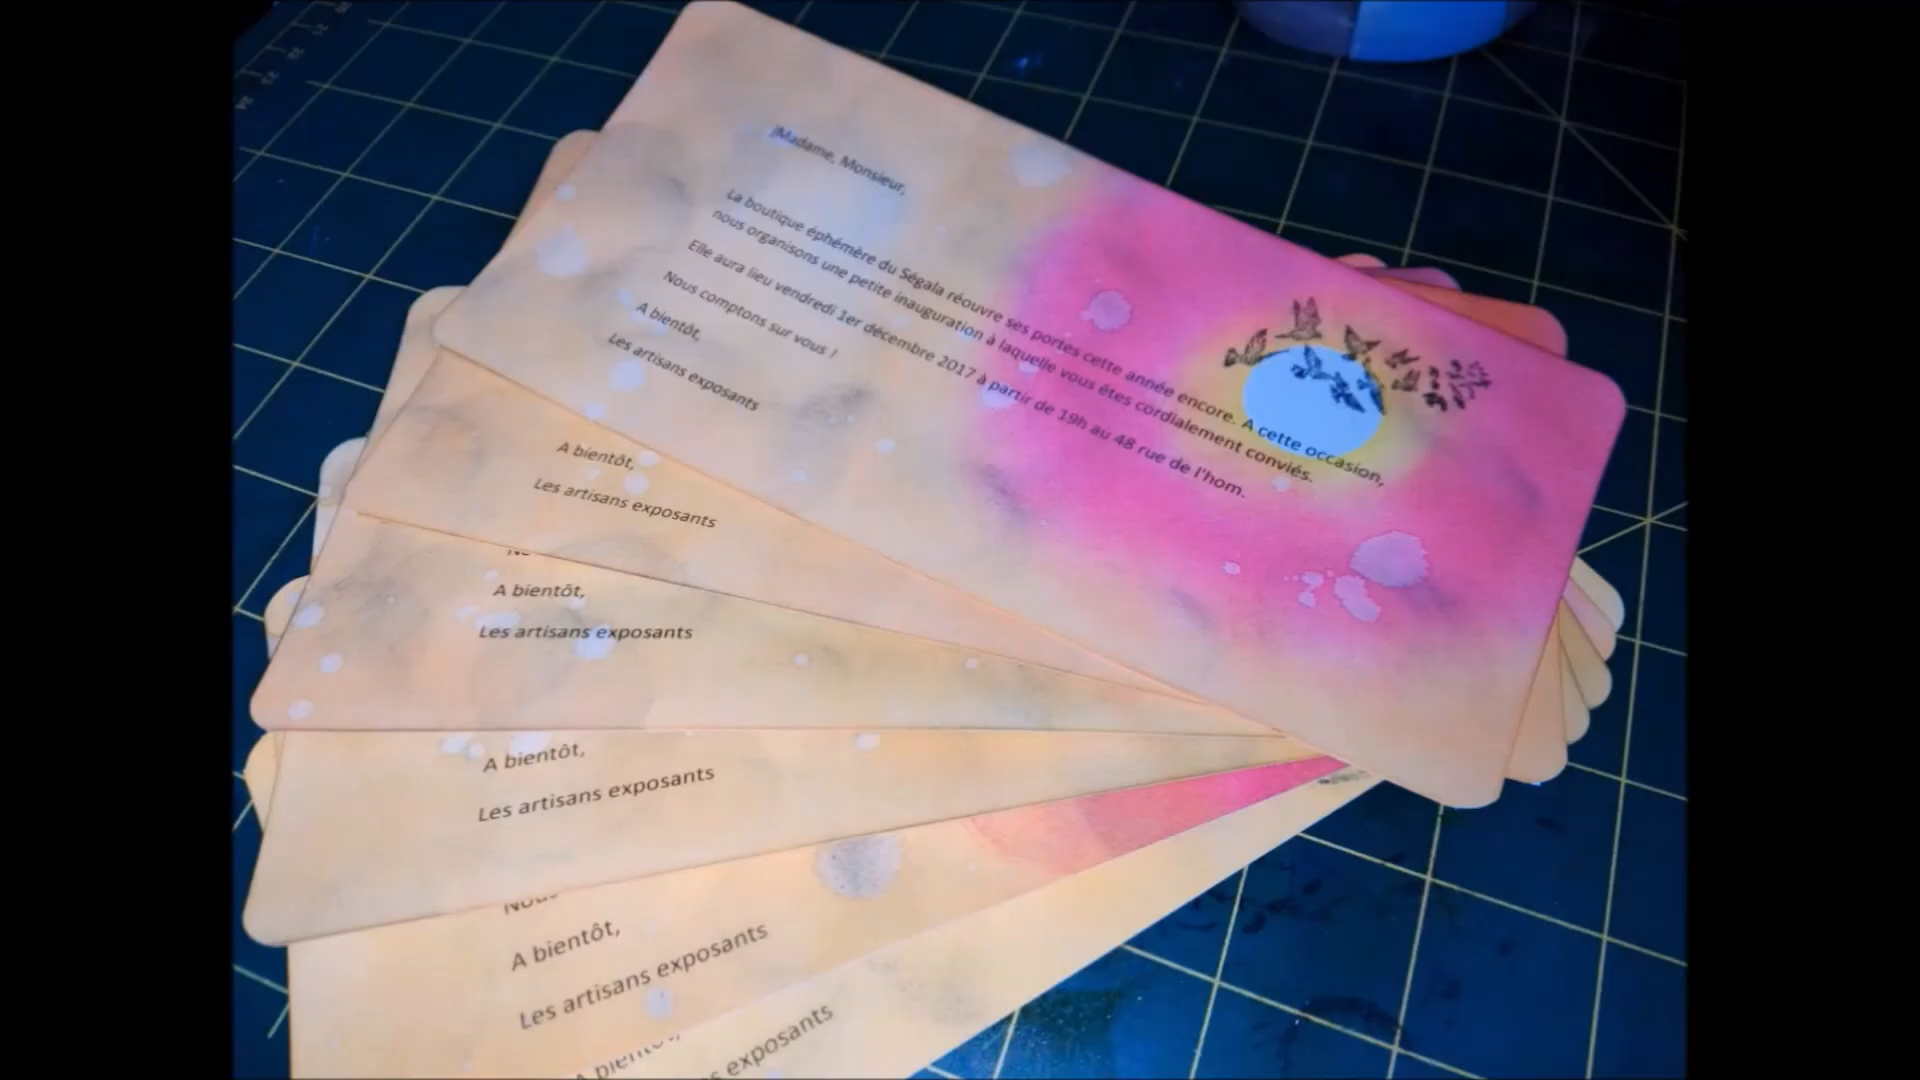 Madame, Monsieur,
La boutique éphémère du Ségala réouvre ses portes cette année encore. A cette occasion,
nous organisons une petite inauguration à laquelle vous êtes cordialement conviés.
Elle aura lieu vendredi 1er décembre 2017 à partir de 19h au 48 rue de l'hom.
Nous comptons sur vous !
A bientôt,
Les artisans exposants
A bientôt,
Les artisans exposants
A bientôt,
Les artisans exposants
A bientôt,
Les artisans exposants
A bientôt,
Les artisans exposants
A bientôt,
exposants